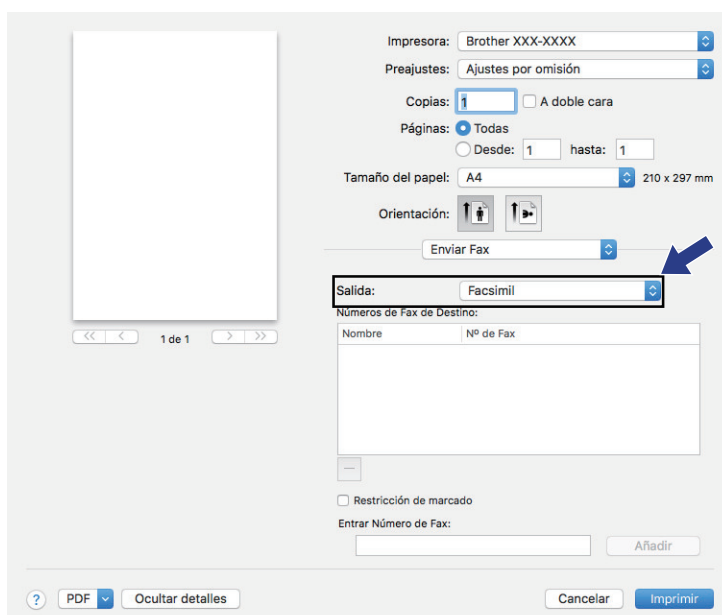 Impresora: Brother XXX-XXXX
Preajustes: Ajustes por omisión
Copias: 1 A doble cara
Páginas: Todas
Desde: 1 hasta: 1
Tamaño del papel: A4 210 x 297 mm
Orientación:
Enviar Fax
Salida: Facsimil
Números de Fax de Destino:
Nombre Nº de Fax
1 de 1
Restricción de marcado
Entrar Número de Fax:
Añadir
? PDF Ocultar detalles Cancelar Imprimir